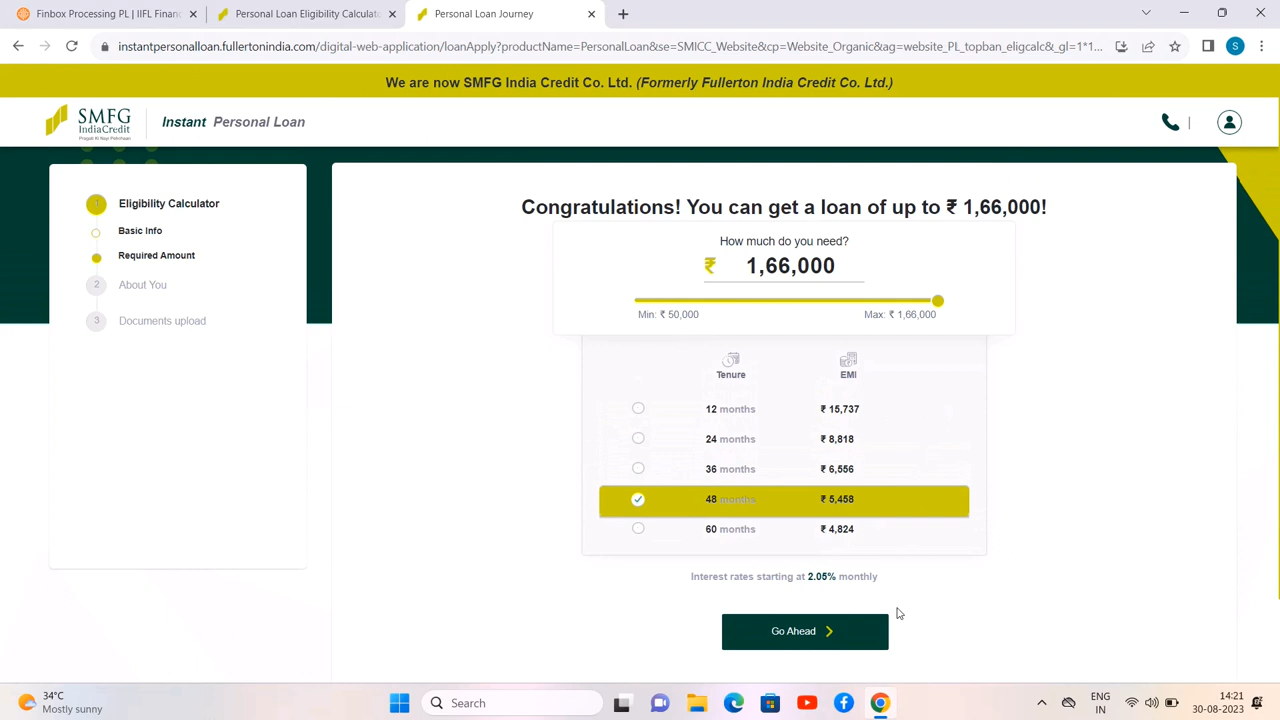 Finbox Processing PL | IIFL Financ
Personal Loan Eligibility Calculato
Personal Loan Journey
instantpersonalloan.fullertonindia.com/digital-web-application/loanApply?productName=PersonalLoan&se=SMICC_Website&cp=Website_Organic&ag=website_PL_topban_eligcalc&_gl=1*1...
S
We are now SMFG India Credit Co. Ltd. (Formerly Fullerton India Credit Co. Ltd.)
SMFG
IndiaCredit
Pragati Ki Nayi Pehchaan
Instant Personal Loan
|
1 Eligibility Calculator
Basic Info
Required Amount
2 About You
3 Documents upload
Congratulations! You can get a loan of up to ₹ 1,66,000!
How much do you need?
₹ 1,66,000
Min: ₹ 50,000 Max: ₹ 1,66,000
Tenure EMI
12 months ₹ 15,737
24 months ₹ 8,818
36 months ₹ 6,556
48 months ₹ 5,458
60 months ₹ 4,824
Interest rates starting at 2.05% monthly
Go Ahead
34°C
Mostly sunny
Search
ENG
IN
14:21
30-08-2023